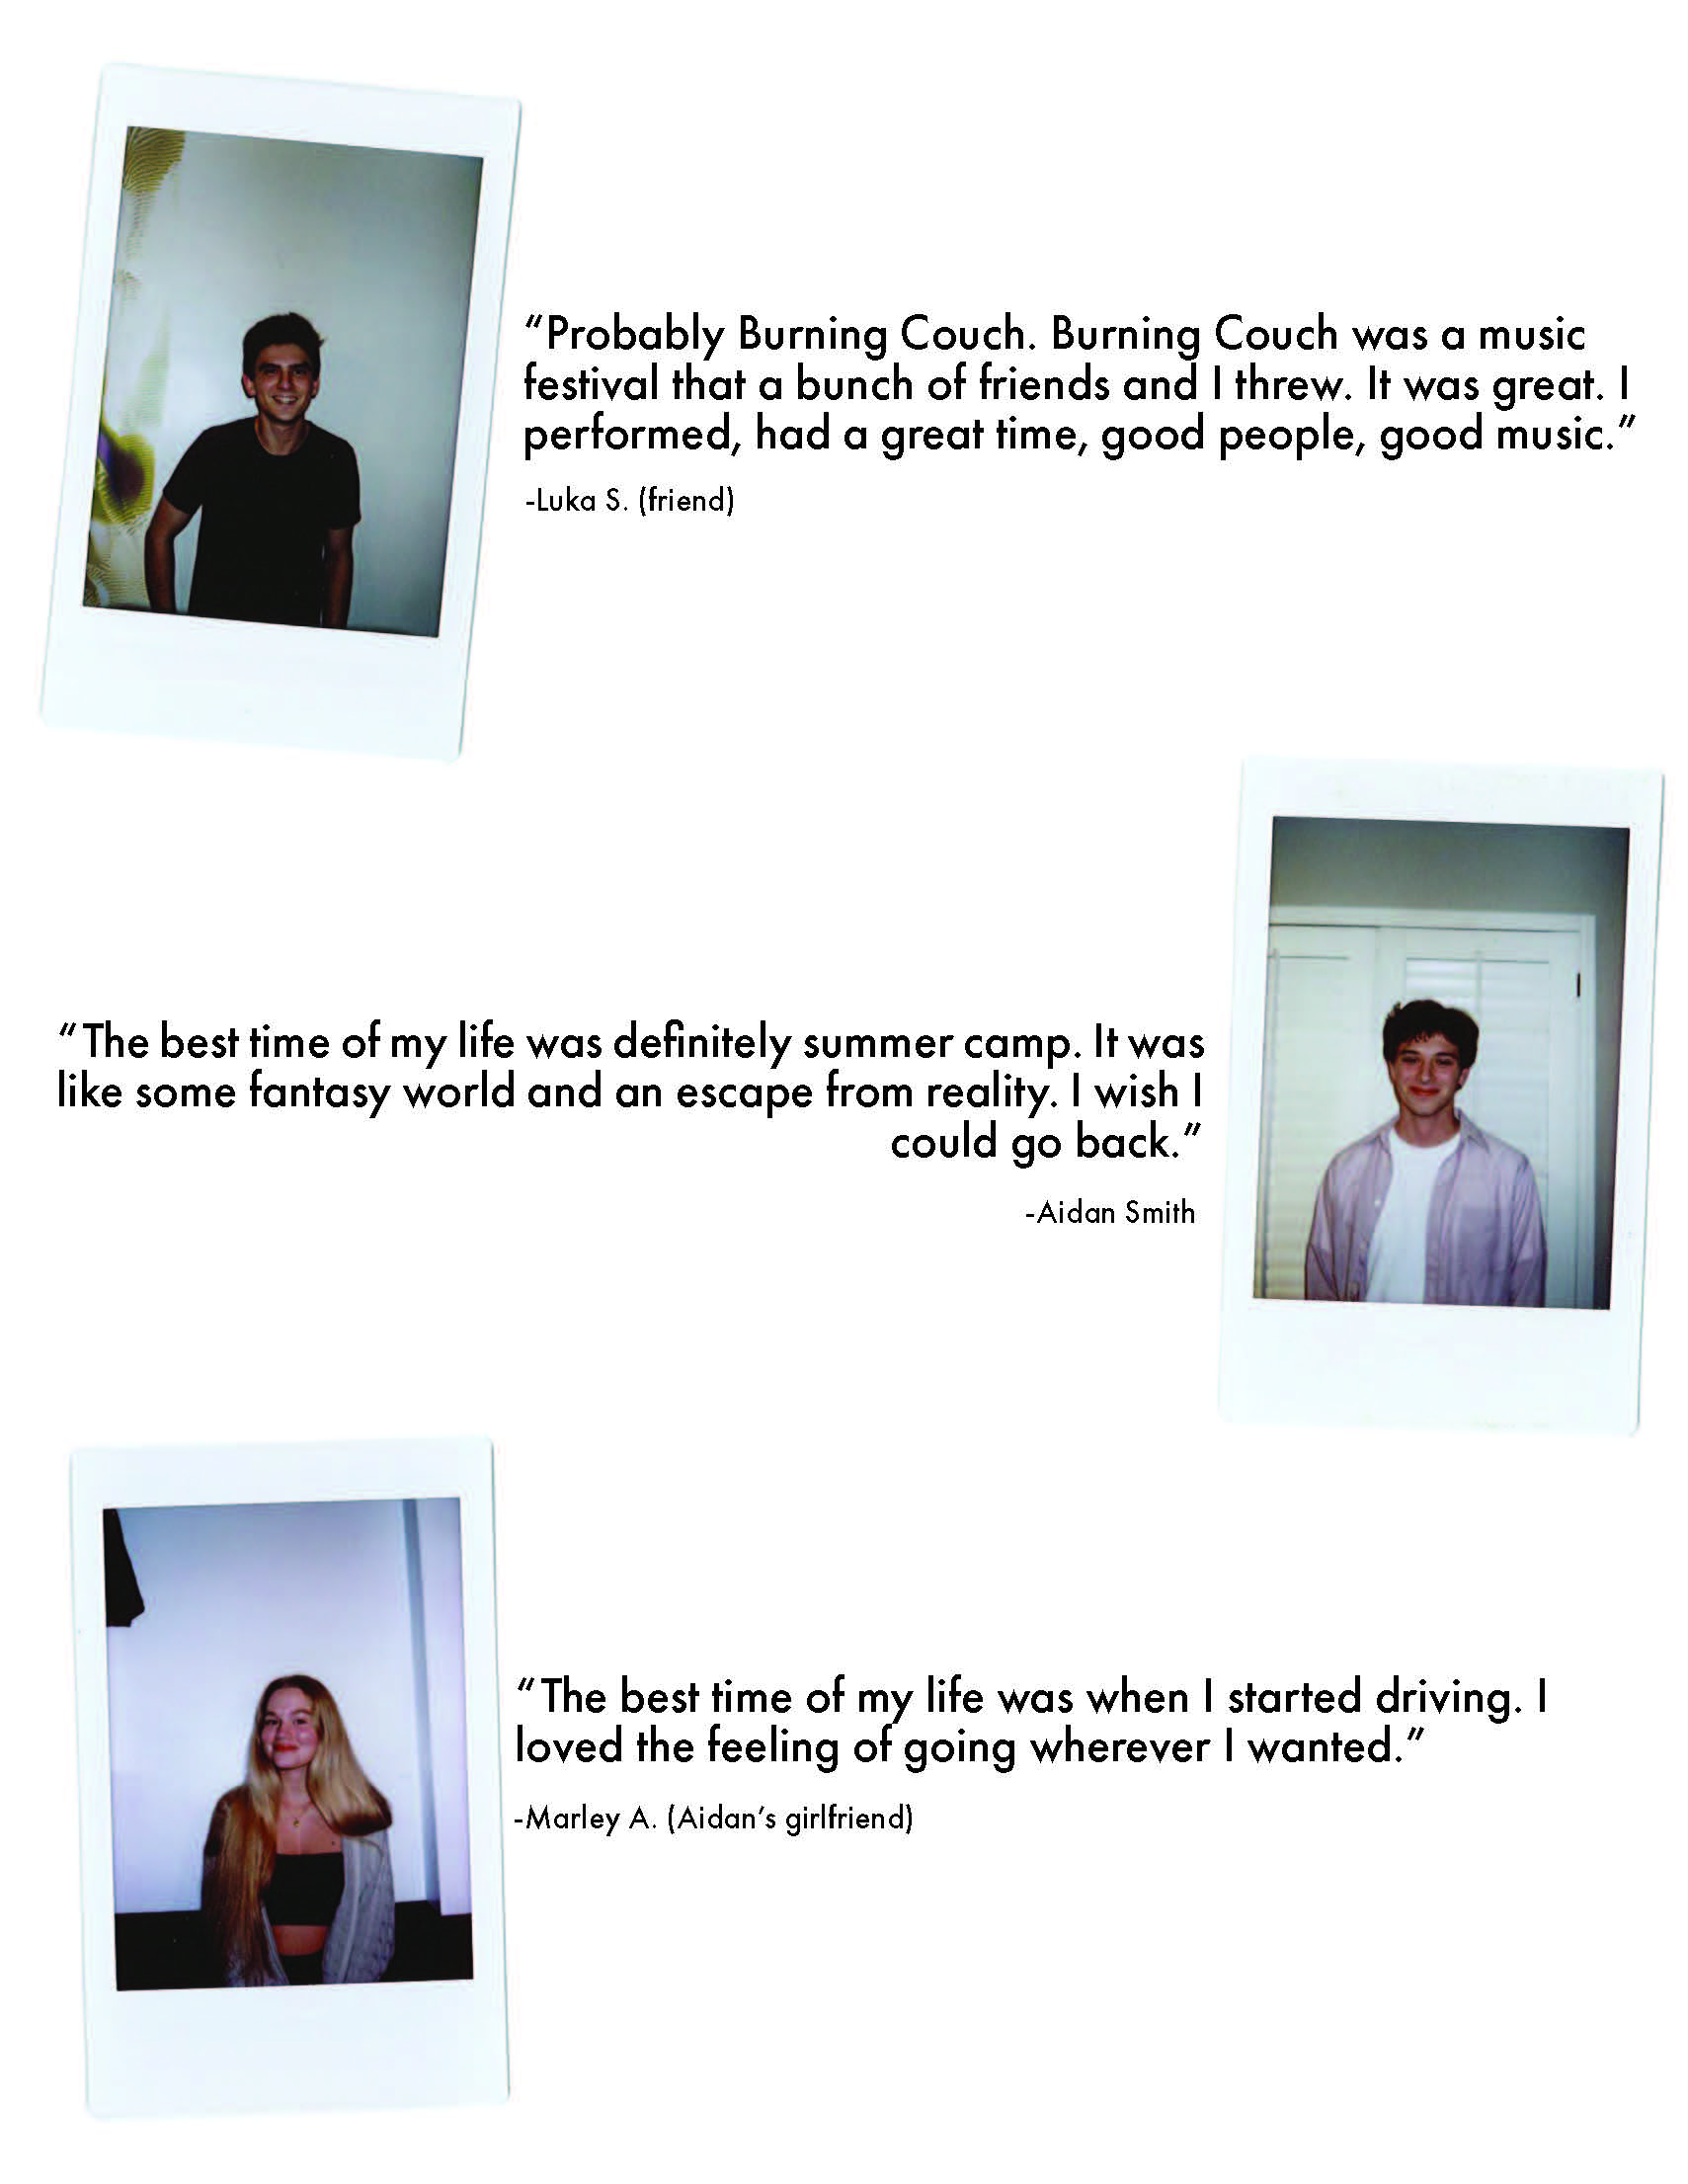 “Probably Burning Couch. Burning Couch was a music
festival that a bunch of friends and I threw. It was great. I
performed, had a great time, good people, good music.”
-Luka S. (friend)
“The best time of my life was definitely summer camp. It was
like some fantasy world and an escape from reality. I wish I
could go back.”
-Aidan Smith
“The best time of my life was when I started driving. I
loved the feeling of going wherever I wanted.”
-Marley A. (Aidan’s girlfriend)